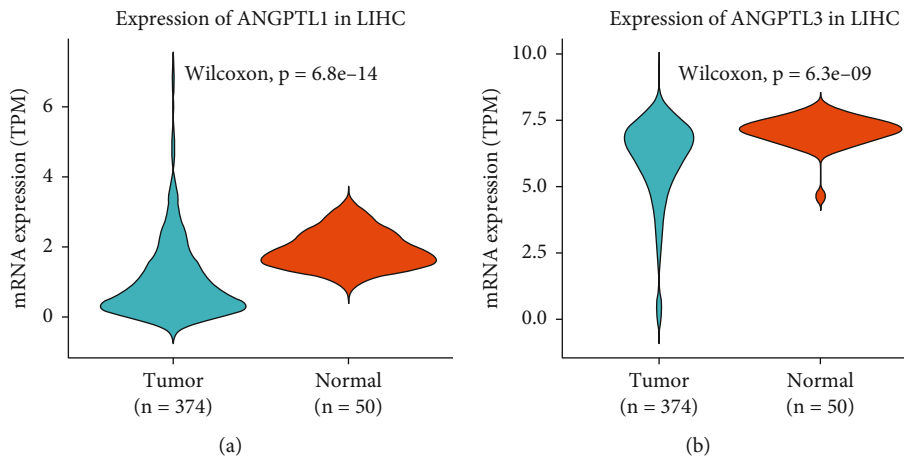 Expression of ANGPTL1 in LIHC
Wilcoxon, p = 6.8e–14
mRNA expression (TPM)
6
4
2
0
Tumor
(n = 374)
Normal
(n = 50)
(a)
Expression of ANGPTL3 in LIHC
Wilcoxon, p = 6.3e–09
mRNA expression (TPM)
10.0
7.5
5.0
2.5
0.0
Tumor
(n = 374)
Normal
(n = 50)
(b)